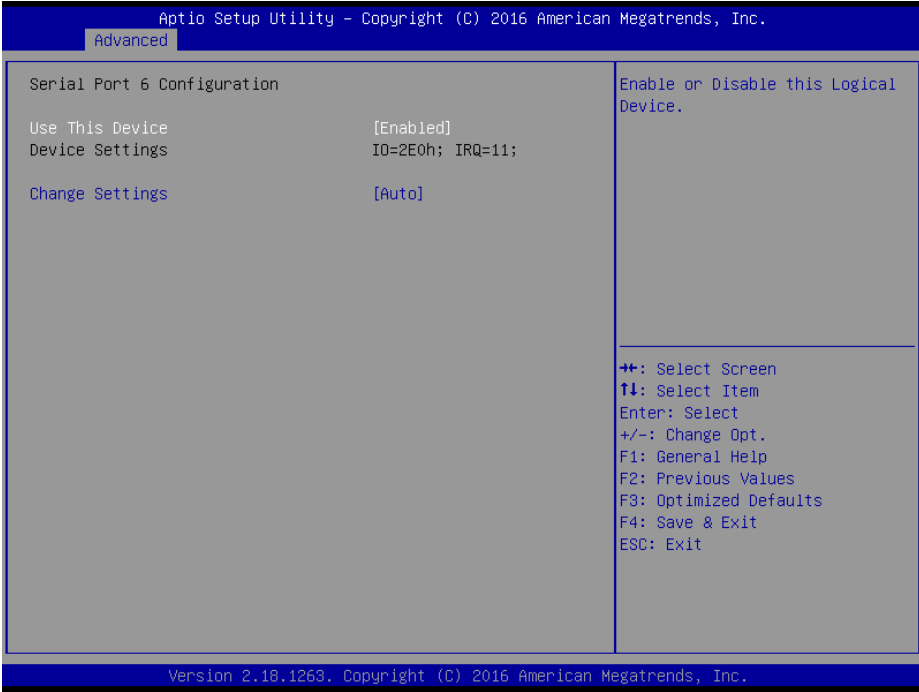 Aptio Setup Utility – Copyright (C) 2016 American Megatrends, Inc.
Advanced
Serial Port 6 Configuration
Use This Device [Enabled]
Device Settings IO=2E0h; IRQ=11;
Change Settings [Auto]
Enable or Disable this Logical
Device.
→←: Select Screen
↑↓: Select Item
Enter: Select
+/-: Change Opt.
F1: General Help
F2: Previous Values
F3: Optimized Defaults
F4: Save & Exit
ESC: Exit
Version 2.18.1263. Copyright (C) 2016 American Megatrends, Inc.